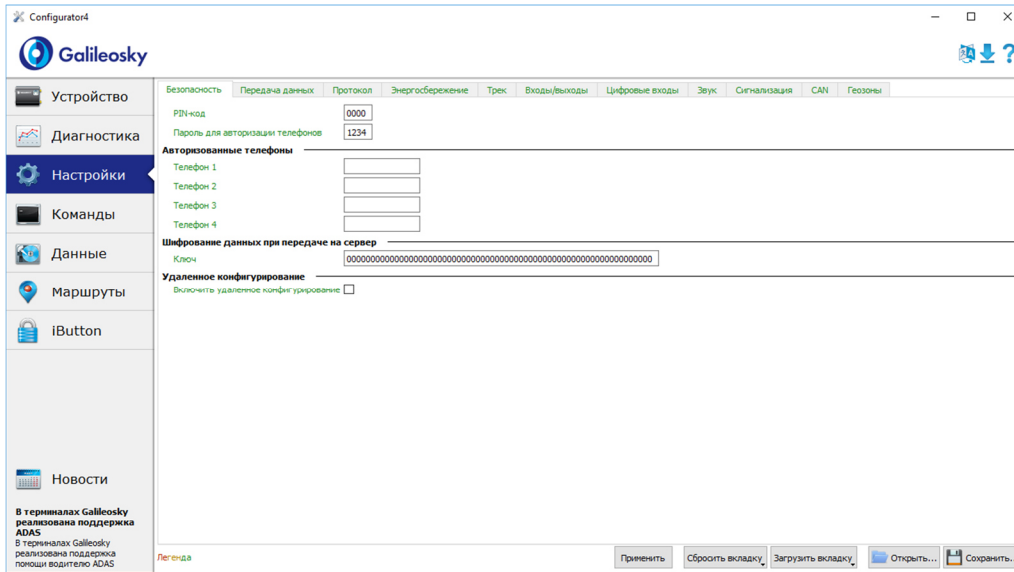 Configurator4
Galileosky
Устройство
Диагностика
Настройки
Команды
Данные
Маршруты
iButton
Новости
В терминалах Galileosky
реализована поддержка
ADAS
В терминалах Galileosky
реализована поддержка
помощи водителю ADAS
Безопасность Передача данных Протокол Энергосбережение Трек Входы/выходы Цифровые входы Звук Сигнализация CAN Геозоны
PIN-код 0000
Пароль для авторизации телефонов 1234
Авторизованные телефоны
Телефон 1
Телефон 2
Телефон 3
Телефон 4
Шифрование данных при передаче на сервер
Ключ 0000000000000000000000000000000000000000000000000000000000000000
Удаленное конфигурирование
Включить удаленное конфигурирование
Легенда
Применить Сбросить вкладку Загрузить вкладку Открыть... Сохранить..